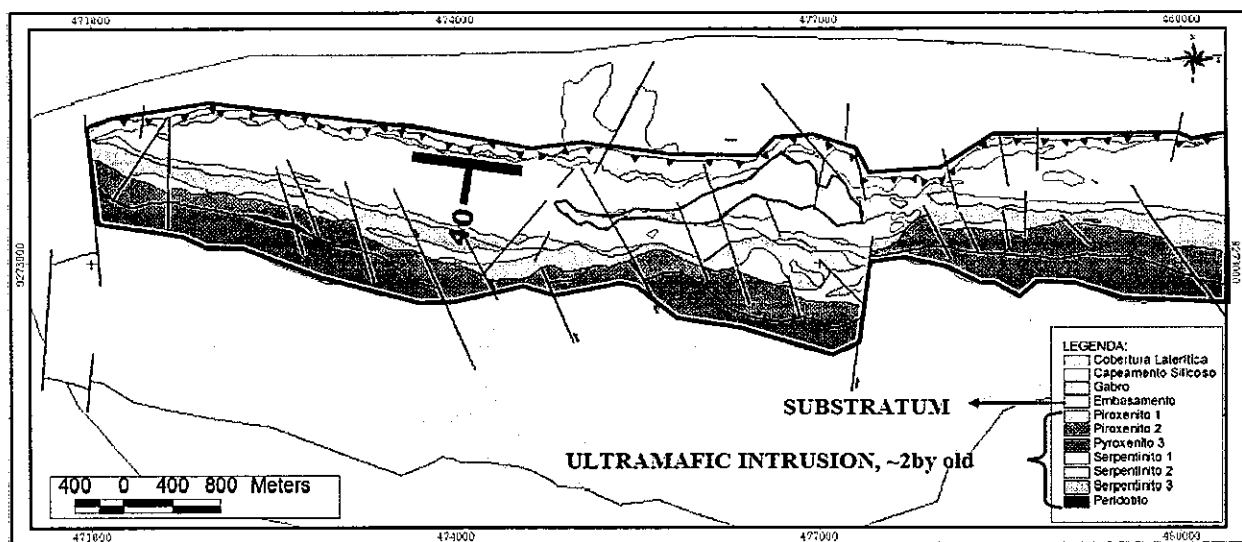 471000 474000 477000 480000
40
9273000
9273000
LEGENDA:
Cobertura Laterítica
Capeamento Silicoso
Gabro
Embasamento
Piroxenito 1
Piroxenito 2
Pyroxenito 3
Serpentinito 1
Serpentinito 2
Serpentinito 3
Peridotito
SUBSTRATUM
ULTRAMAFIC INTRUSION, ~2by old
400 0 400 800 Meters
471000 474000 477000 480000